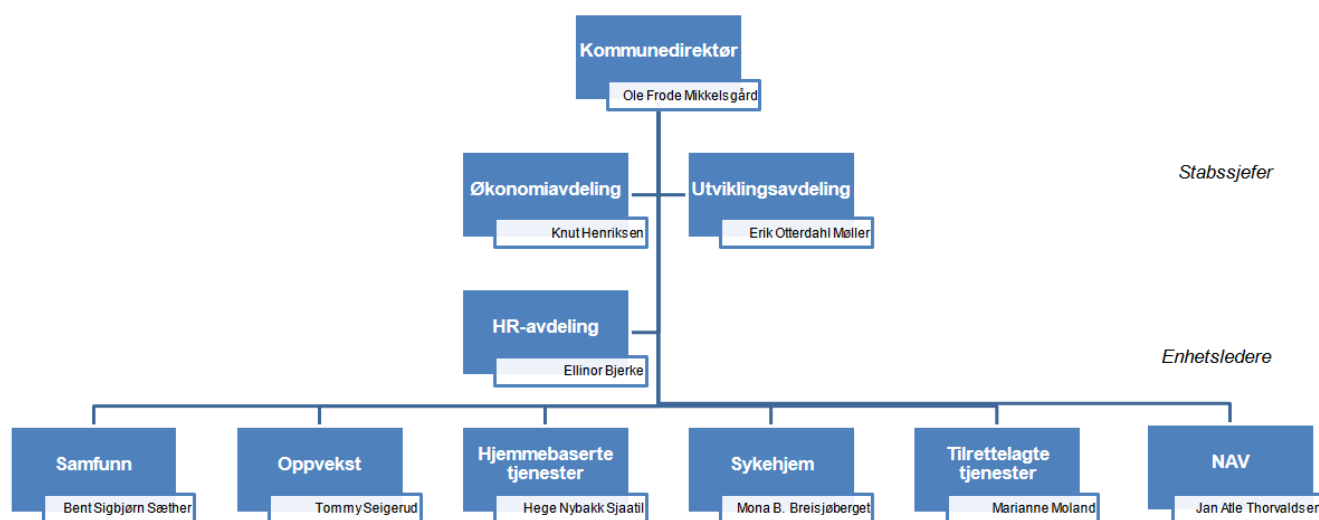 Kommunedirektør
Ole Frode Mikkelsgård
Økonomiavdeling
Knut Henriksen
Utviklingsavdeling
Erik Otterdahl Møller
Stabssjefer
HR-avdeling
Ellinor Bjerke
Enhetsledere
Samfunn
Bent Sigbjørn Sæther
Oppvekst
Tommy Seigerud
Hjemmebaserte
tjenester
Hege Nybakk Sjaatil
Sykehjem
Mona B. Breisjøberget
Tilrettelagte
tjenester
Marianne Moland
NAV
Jan Atle Thorvaldsen